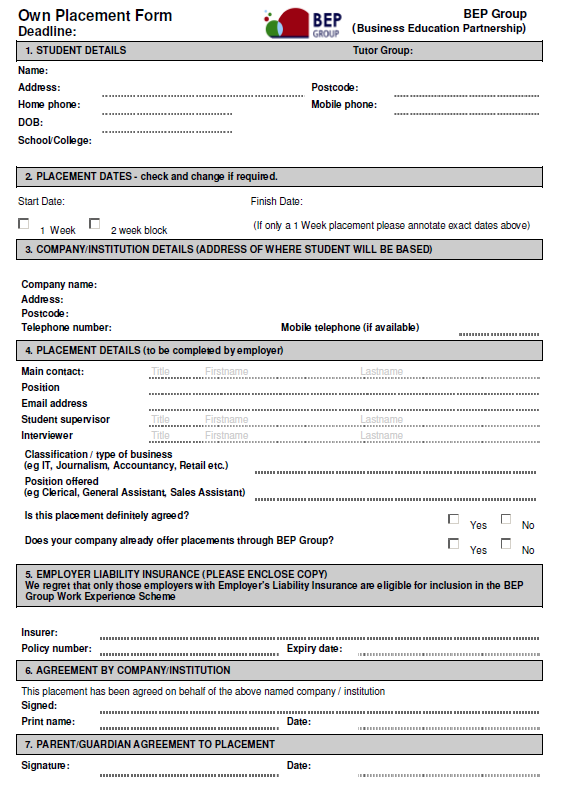 Own Placement Form
Deadline:
BEP
GROUP
BEP Group
(Business Education Partnership)
1. STUDENT DETAILS Tutor Group:
Name:
Address: Postcode:
Home phone: Mobile phone:
DOB:
School/College:
2. PLACEMENT DATES - check and change if required.
Start Date: Finish Date:
1 Week 2 week block (If only a 1 Week placement please annotate exact dates above)
3. COMPANY/INSTITUTION DETAILS (ADDRESS OF WHERE STUDENT WILL BE BASED)
Company name:
Address:
Postcode:
Telephone number: Mobile telephone (if available)
4. PLACEMENT DETAILS (to be completed by employer)
Main contact: Title Firstname Lastname
Position
Email address
Student supervisor Title Firstname Lastname
Interviewer Title Firstname Lastname
Classification / type of business
(eg IT, Journalism, Accountancy, Retail etc.)
Position offered
(eg Clerical, General Assistant, Sales Assistant)
Is this placement definitely agreed? Yes No
Does your company already offer placements through BEP Group? Yes No
5. EMPLOYER LIABILITY INSURANCE (PLEASE ENCLOSE COPY)
We regret that only those employers with Employer's Liability Insurance are eligible for inclusion in the BEP
Group Work Experience Scheme
Insurer:
Policy number: Expiry date:
6. AGREEMENT BY COMPANY/INSTITUTION
This placement has been agreed on behalf of the above named company / institution
Signed:
Print name: Date:
7. PARENT/GUARDIAN AGREEMENT TO PLACEMENT
Signature: Date: